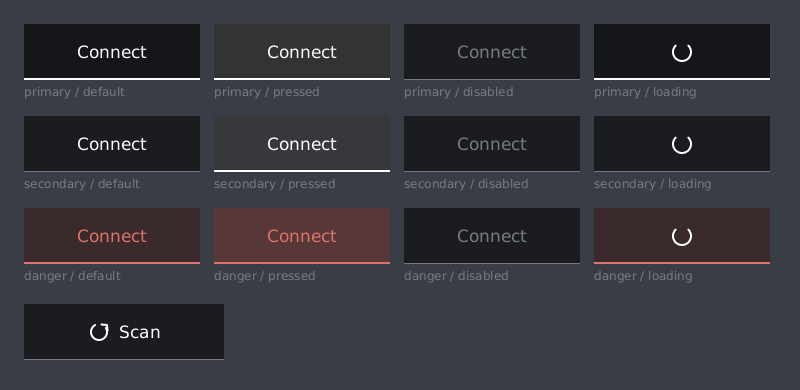 Connect Connect Connect
primary / default primary / pressed primary / disabled primary / loading
Connect Connect Connect
secondary / default secondary / pressed secondary / disabled secondary / loading
Connect Connect Connect
danger / default danger / pressed danger / disabled danger / loading
Scan